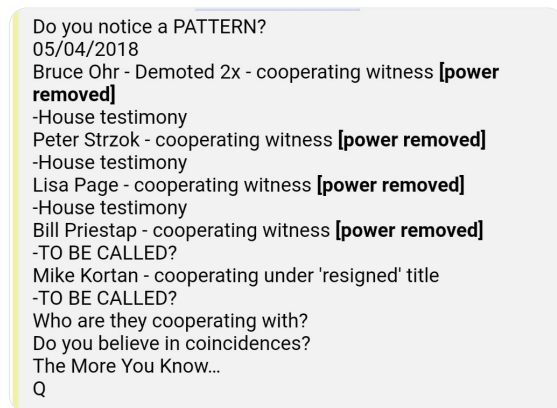 Do you notice a PATTERN?
05/04/2018
Bruce Ohr - Demoted 2x - cooperating witness [power
removed]
-House testimony
Peter Strzok - cooperating witness [power removed]
-House testimony
Lisa Page - cooperating witness [power removed]
-House testimony
Bill Priestap - cooperating witness [power removed]
-TO BE CALLED?
Mike Kortan - cooperating under 'resigned' title
-TO BE CALLED?
Who are they cooperating with?
Do you believe in coincidences?
The More You Know…
Q